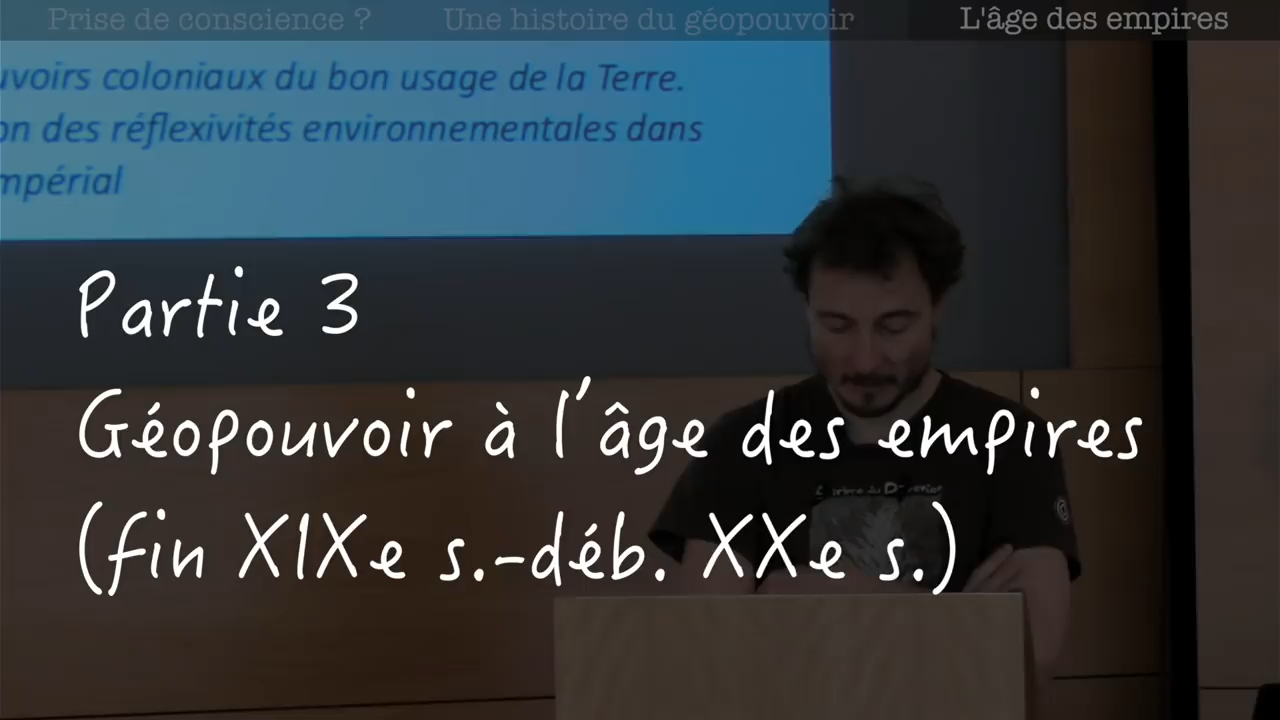 Prise de conscience ? Une histoire du géopouvoir L'âge des empires
uvoirs coloniaux du bon usage de la Terre.
on des réflexivités environnementales dans
mpérial
Partie 3
Géopouvoir à l'âge des empires
(fin XIXe s.-déb. XXe s.)